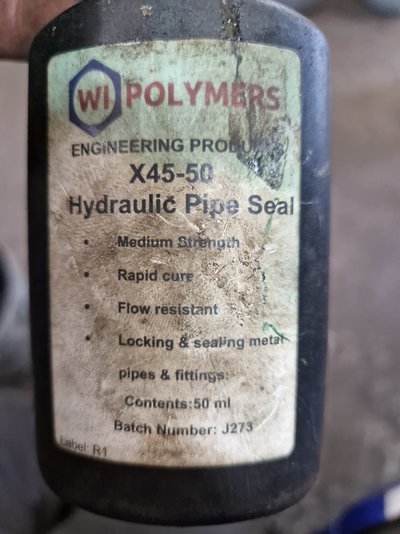 WI POLYMERS
ENGINEERING PRODUCTS
X45-50
Hydraulic Pipe Seal
• Medium Strength
• Rapid cure
• Flow resistant
• Locking & sealing metal
pipes & fittings:
Contents:50 ml
Batch Number: J273
Label: R1